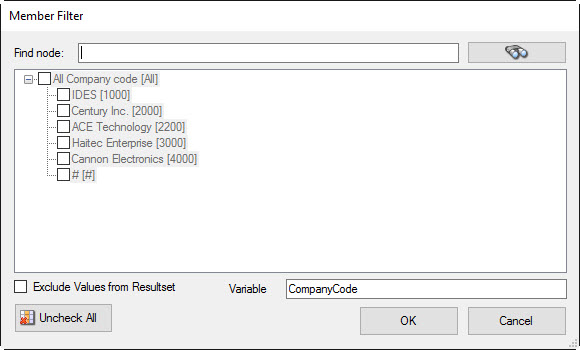 Member Filter
Find node:
All Company code [All]
IDES [1000]
Century Inc. [2000]
ACE Technology [2200]
Haitec Enterprise [3000]
Cannon Electronics [4000]
# [#]
Exclude Values from Resultset Variable CompanyCode
Uncheck All OK Cancel